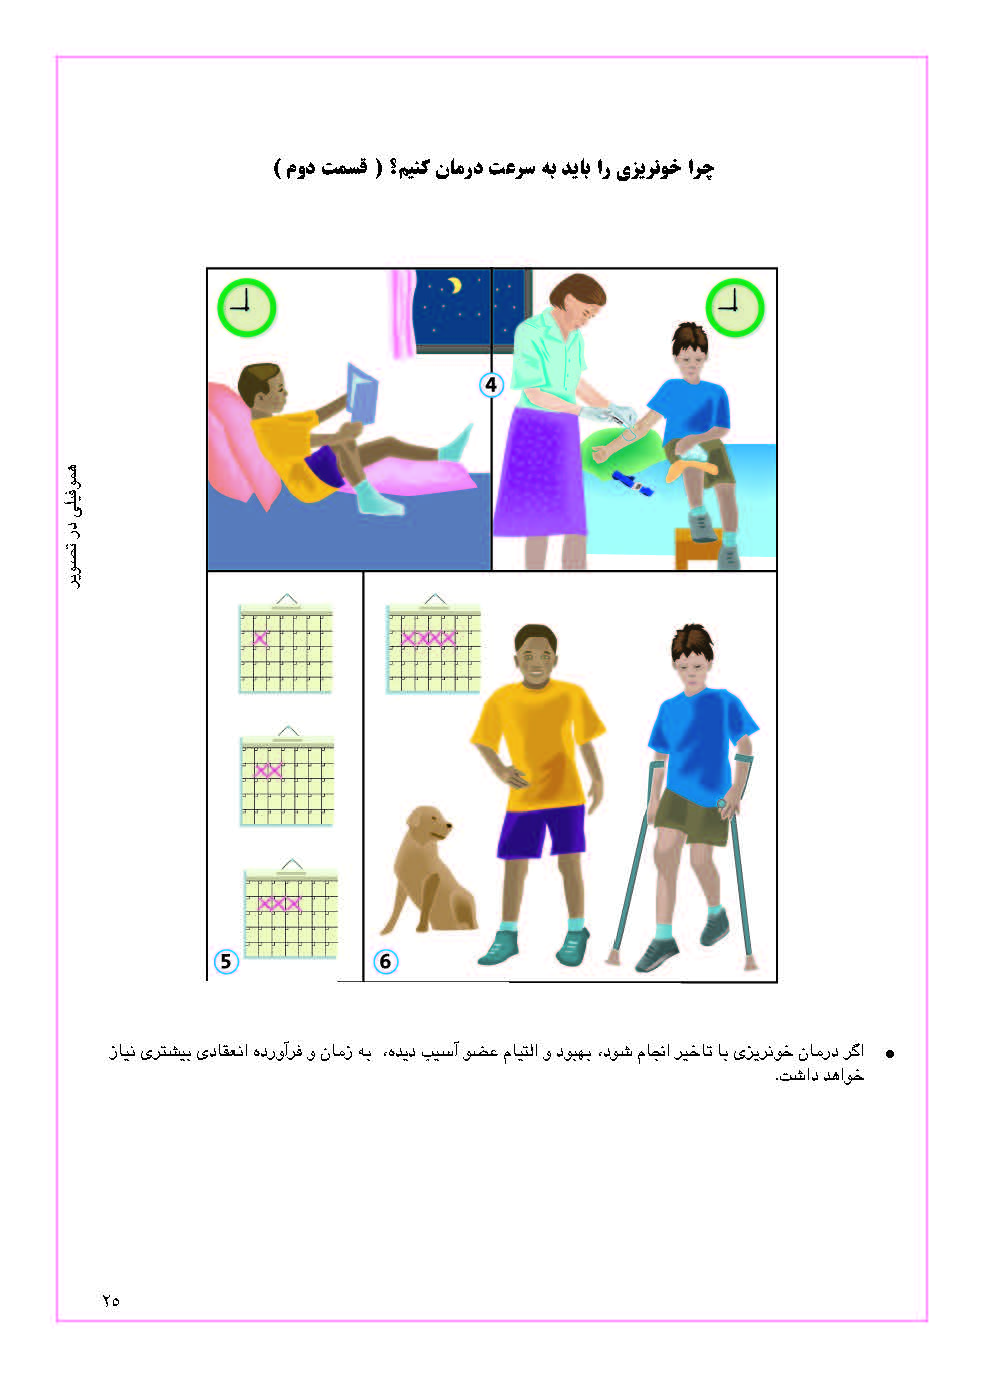 چرا خونریزی را باید به سرعت درمان کنیم؟ ( قسمت دوم )
4
هموفیلی در تصویر
5
6
● اگر درمان خونریزی با تاخیر انجام شود، بهبود و التیام عضو آسیب دیده، به زمان و فرآورده انعقادی بیشتری نیاز
خواهد داشت.
۲۵